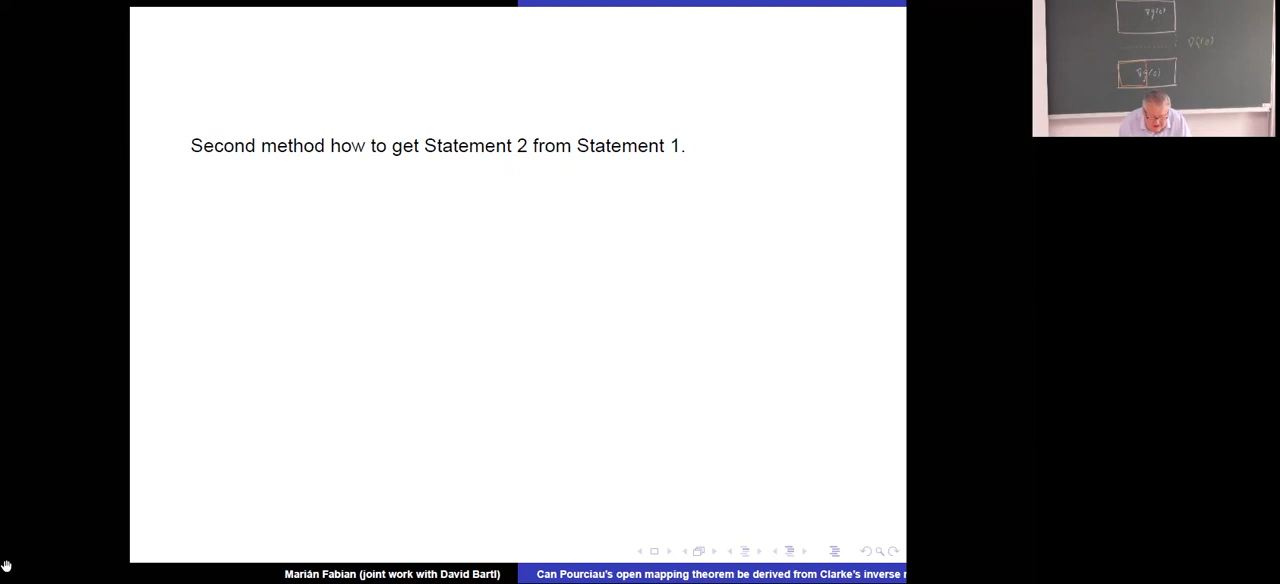 Second method how to get Statement 2 from Statement 1.
Marián Fabian (joint work with David Bartl)
Can Pourciau's open mapping theorem be derived from Clarke's inverse